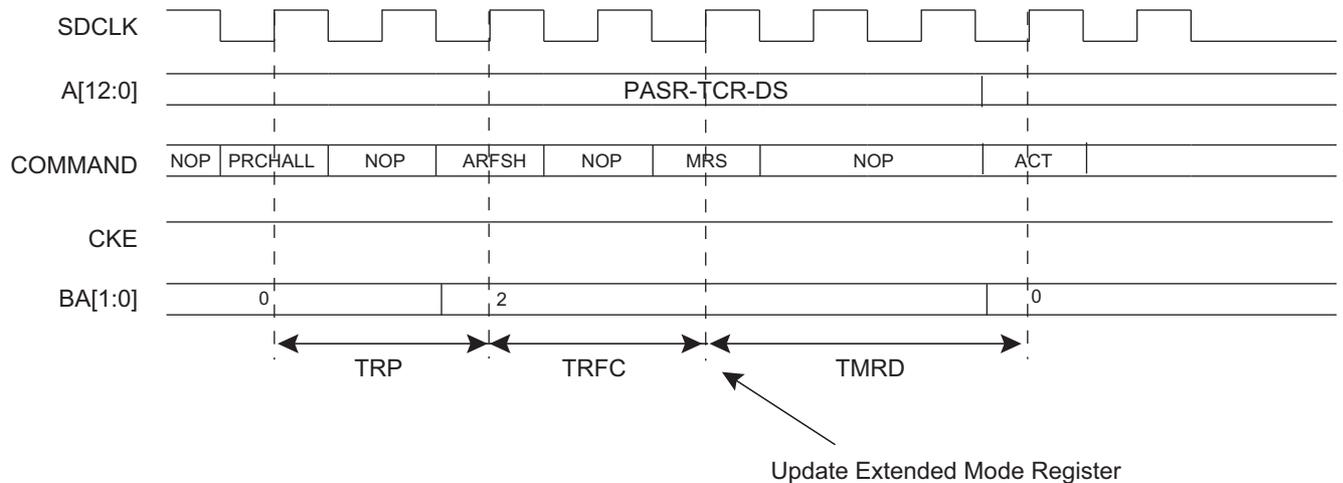 SDCLK
A[12:0] PASR-TCR-DS
COMMAND NOP PRCHALL NOP ARFSH NOP MRS NOP ACT
CKE
BA[1:0] 0 2 0
TRP TRFC TMRD
Update Extended Mode Register